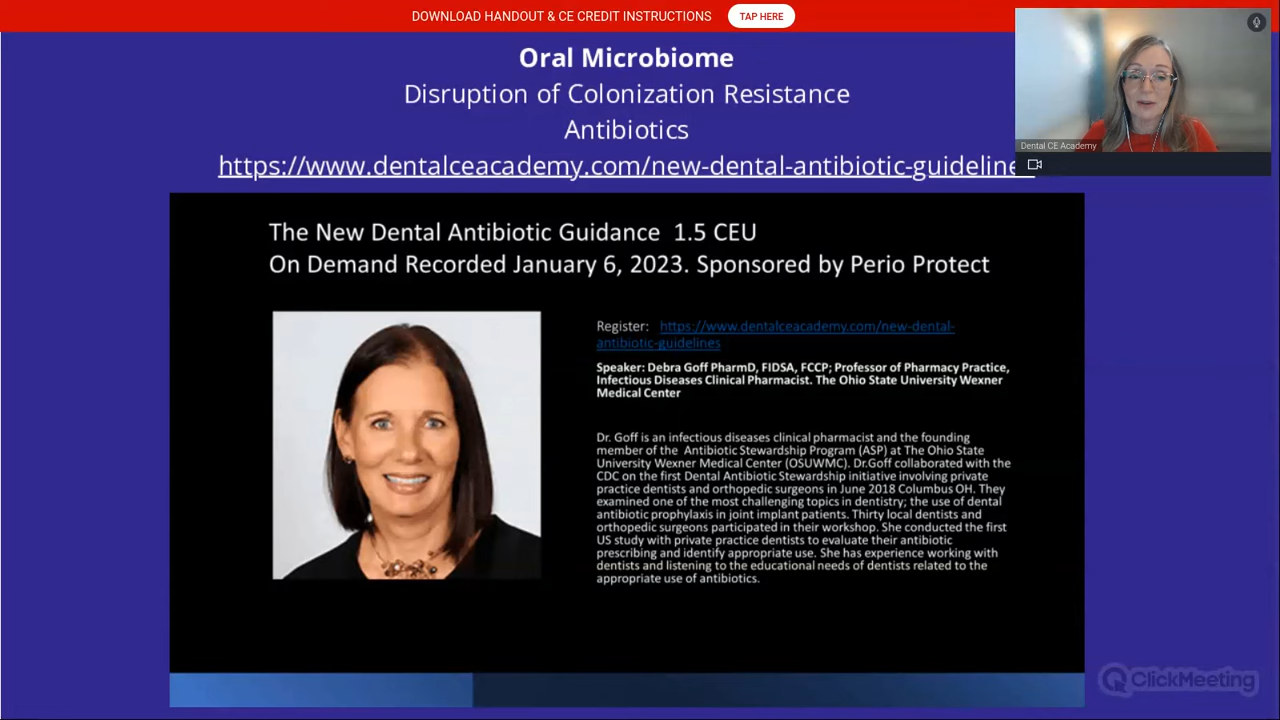 DOWNLOAD HANDOUT & CE CREDIT INSTRUCTIONS TAP HERE
Oral Microbiome
Disruption of Colonization Resistance
Antibiotics
https://www.dentalceacademy.com/new-dental-antibiotic-guideline
Dental CE Academy
The New Dental Antibiotic Guidance 1.5 CEU
On Demand Recorded January 6, 2023. Sponsored by Perio Protect
Register: https://www.dentalceacademy.com/new-dental-
antibiotic-guidelines
Speaker: Debra Goff PharmD, FIDSA, FCCP; Professor of Pharmacy Practice,
Infectious Diseases Clinical Pharmacist. The Ohio State University Wexner
Medical Center
Dr. Goff is an infectious diseases clinical pharmacist and the founding
member of the Antibiotic Stewardship Program (ASP) at The Ohio State
University Wexner Medical Center (OSUWMC). Dr.Goff collaborated with the
CDC on the first Dental Antibiotic Stewardship initiative involving private
practice dentists and orthopedic surgeons in June 2018 Columbus OH. They
examined one of the most challenging topics in dentistry; the use of dental
antibiotic prophylaxis in joint implant patients. Thirty local dentists and
orthopedic surgeons participated in their workshop. She conducted the first
US study with private practice dentists to evaluate their antibiotic
prescribing and identify appropriate use. She has experience working with
dentists and listening to the educational needs of dentists related to the
appropriate use of antibiotics.
ClickMeeting